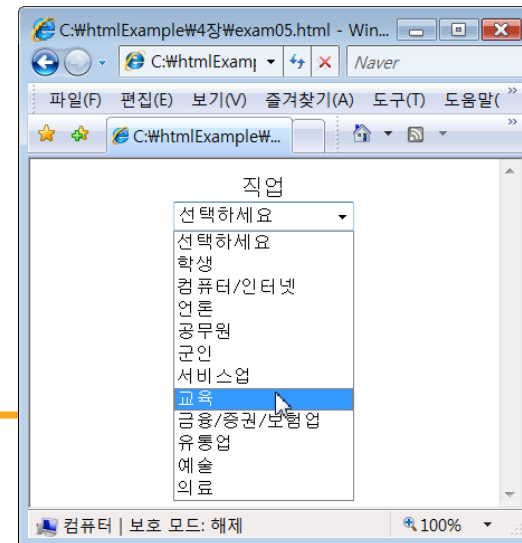 C:₩htmlExample₩4장₩exam05.html - Win...
C:₩htmlExamp
Naver
파일(F) 편집(E) 보기(V) 즐겨찾기(A) 도구(T) 도움말(
C:₩htmlExample₩...
직업
선택하세요
선택하세요
학생
컴퓨터/인터넷
언론
공무원
군인
서비스업
교육
금융/증권/보험업
유통업
예술
의료
컴퓨터 | 보호 모드: 해제
100%